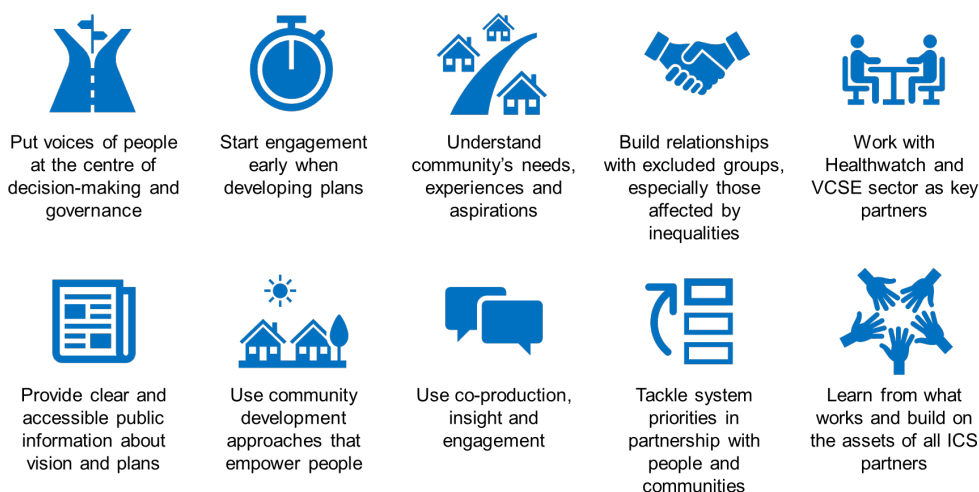 Put voices of people
at the centre of
decision-making and
governance
Start engagement
early when
developing plans
Understand
community's needs,
experiences and
aspirations
Build relationships
with excluded groups,
especially those
affected by
inequalities
Work with
Healthwatch and
VCSE sector as key
partners
Provide clear and
accessible public
information about
vision and plans
Use community
development
approaches that
empower people
Use co-production,
insight and
engagement
Tackle system
priorities in
partnership with
people and
communities
Learn from what
works and build on
the assets of all ICS
partners